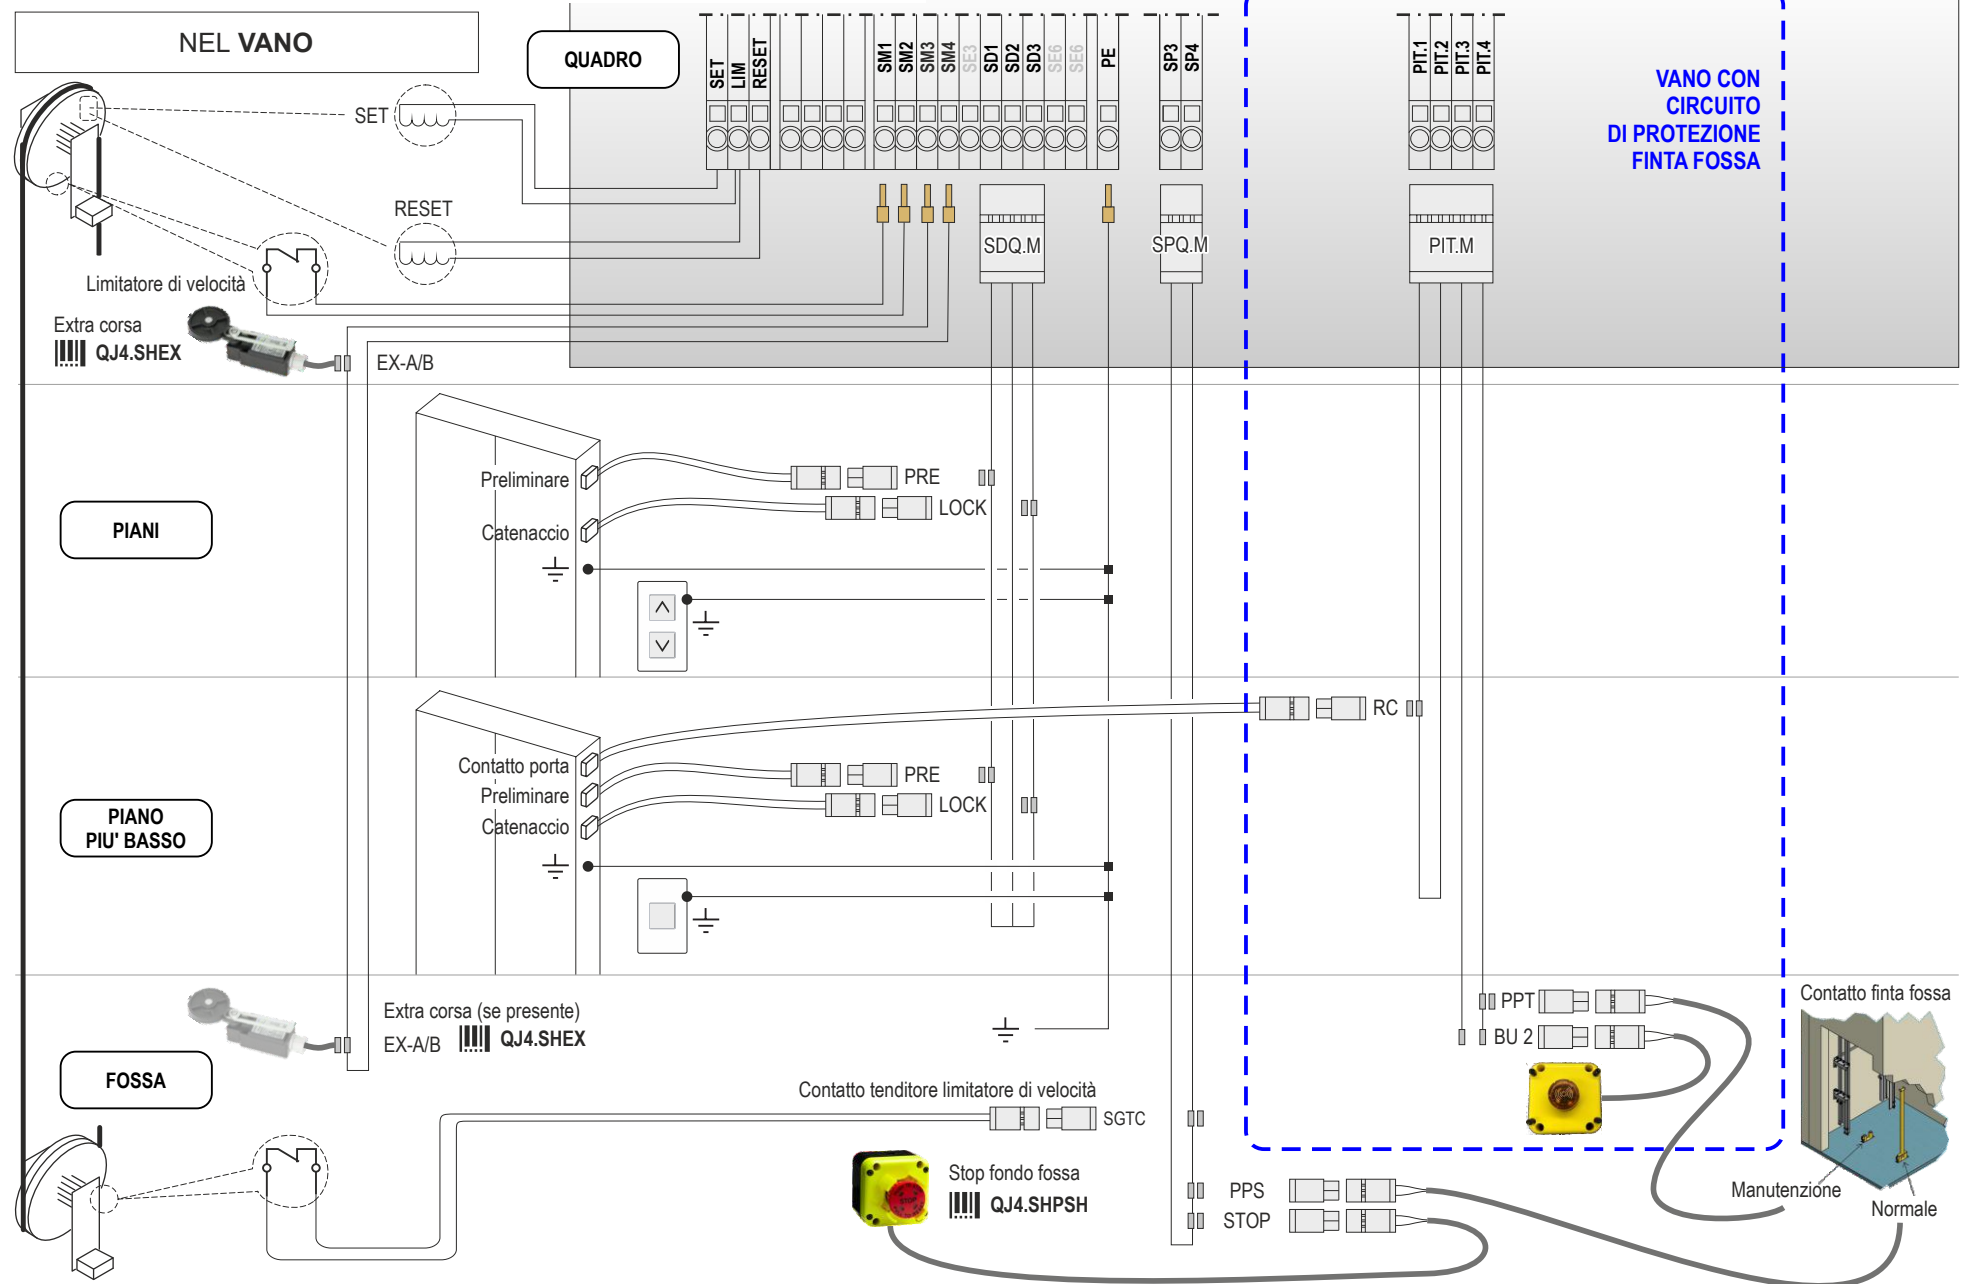 NEL VANO
QUADRO
SET
LIM
RESET
SM1
SM2
SM3
SM4
SE3
SD1
SD2
SD3
SE6
SE6
PE
SP3
SP4
PIT.1
PIT.2
PIT.3
PIT.4
VANO CON
CIRCUITO
DI PROTEZIONE
FINTA FOSSA
SET
RESET
SDQ.M
SPQ.M
PIT.M
Limitatore di velocità
Extra corsa
QJ4.SHEX
EX-A/B
PIANI
Preliminare
PRE
LOCK
Catenaccio
RC
Contatto porta
Preliminare
PRE
LOCK
Catenaccio
PIANO
PIU' BASSO
Extra corsa (se presente)
EX-A/B
QJ4.SHEX
PPT
BU 2
Contatto finta fossa
FOSSA
Contatto tenditore limitatore di velocità
SGTC
Stop fondo fossa
QJ4.SHPSH
STOP
PPS
STOP
Manutenzione
Normale